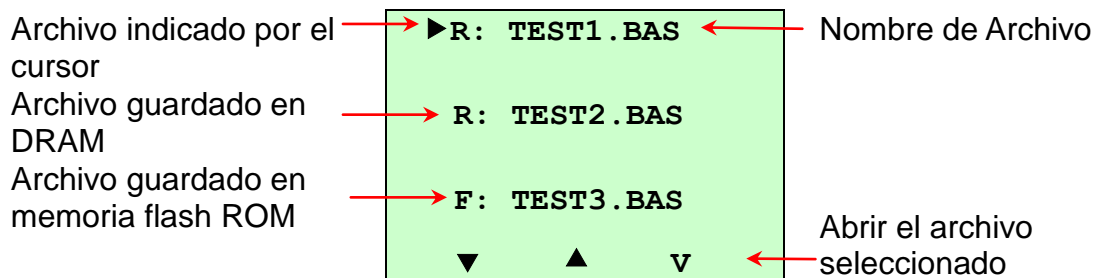 Archivo indicado por el
cursor
Archivo guardado en
DRAM
Archivo guardado en
memoria flash ROM
▶R: TEST1.BAS
R: TEST2.BAS
F: TEST3.BAS
▼ ▲ V
Nombre de Archivo
Abrir el archivo
seleccionado